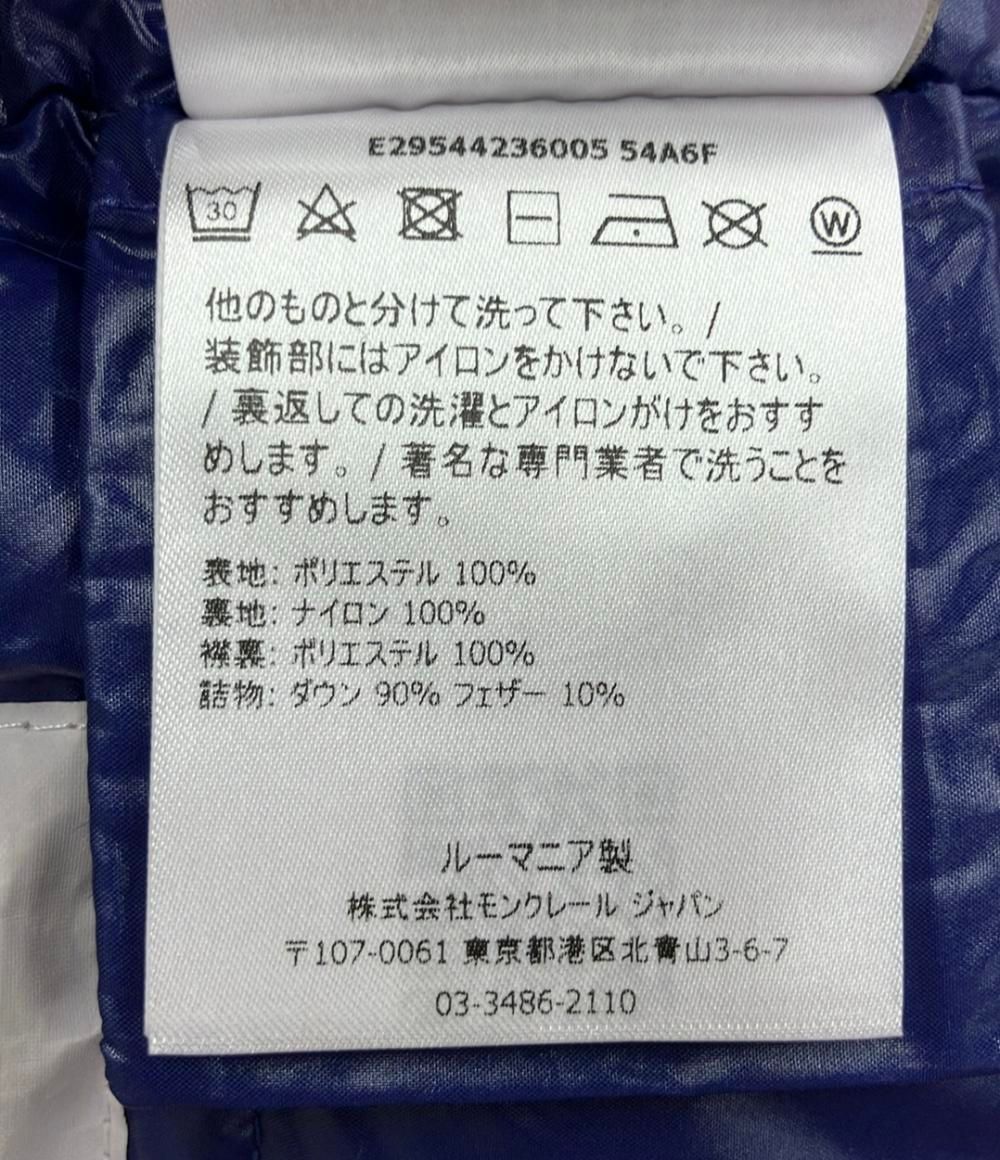 E29544236005 54A6F
30
W
他のものと分けて洗って下さい。/
装飾部にはアイロンをかけないで下さい。
/ 裏返しての洗濯とアイロンがけをおすす
めします。/ 著名な専門業者で洗うことを
おすすめします。
表地: ポリエステル 100%
裏地: ナイロン 100%
襟裏: ポリエステル 100%
詰物: ダウン 90% フェザー 10%
ルーマニア製
株式会社モンクレール ジャパン
〒107-0061 東京都港区北青山3-6-7
03-3486-2110